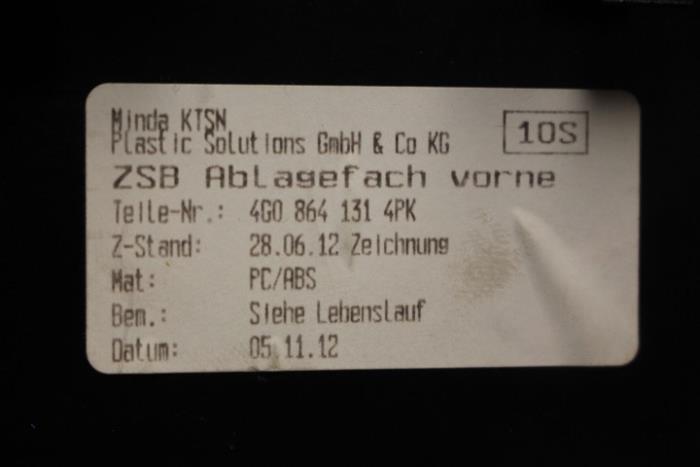 Minda KTSN
Plastic Solutions GmbH & Co KG
10S
ZSB Ablagefach vorne
Teile-Nr.: 4G0 864 131 4PK
Z-Stand: 28.06.12 Zeichnung
Mat: PC/ABS
Bem.: Siehe Lebenslauf
Datum: 05.11.12